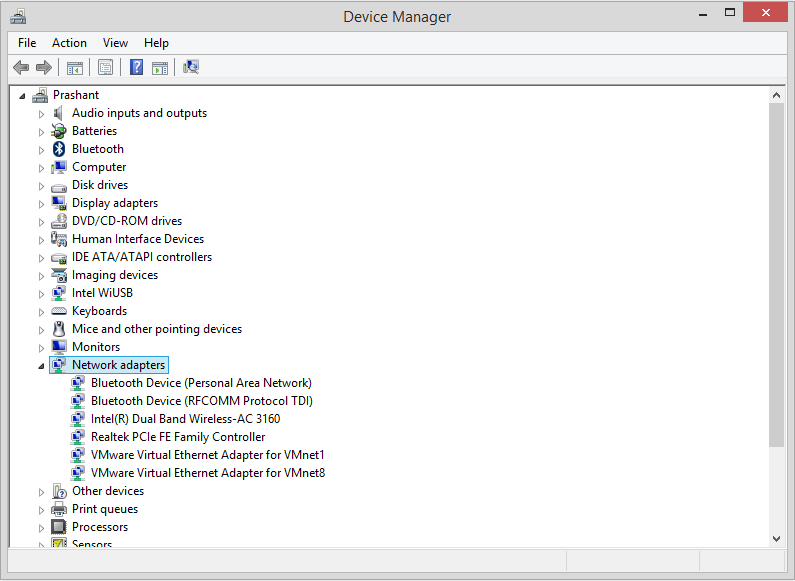 Device Manager
File Action View Help
Prashant
Audio inputs and outputs
Batteries
Bluetooth
Computer
Disk drives
Display adapters
DVD/CD-ROM drives
Human Interface Devices
IDE ATA/ATAPI controllers
Imaging devices
Intel WiUSB
Keyboards
Mice and other pointing devices
Monitors
Network adapters
Bluetooth Device (Personal Area Network)
Bluetooth Device (RFCOMM Protocol TDI)
Intel(R) Dual Band Wireless-AC 3160
Realtek PCIe FE Family Controller
VMware Virtual Ethernet Adapter for VMnet1
VMware Virtual Ethernet Adapter for VMnet8
Other devices
Print queues
Processors
Sensors